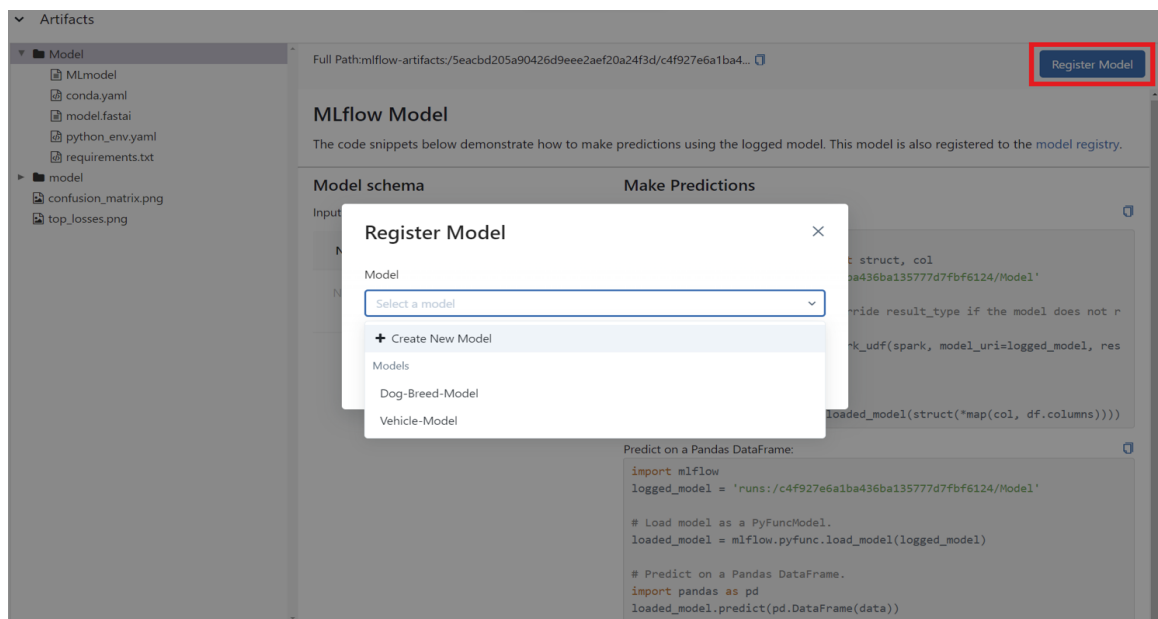 Artifacts
Model
MLmodel
conda.yaml
model.fastai
python_env.yaml
requirements.txt
model
confusion_matrix.png
top_losses.png
Full Path:mlflow-artifacts:/5eacbd205a90426d9eee2aef20a24f3d/c4f927e6a1ba4...
Register Model
MLflow Model
The code snippets below demonstrate how to make predictions using the logged model. This model is also registered to the model registry.
Model schema
Make Predictions
Input
Register Model
Model
Select a model
+ Create New Model
Models
Dog-Breed-Model
Vehicle-Model
struct, col
ba436ba135777d7fbf6124/Model'
rride result_type if the model does not r
rk_udf(spark, model_uri=logged_model, res
loaded_model(struct(*map(col, df.columns))))
Predict on a Pandas DataFrame:
import mlflow
logged_model = 'runs:/c4f927e6a1ba436ba135777d7fbf6124/Model'
# Load model as a PyFuncModel.
loaded_model = mlflow.pyfunc.load_model(logged_model)
# Predict on a Pandas DataFrame.
import pandas as pd
loaded_model.predict(pd.DataFrame(data))